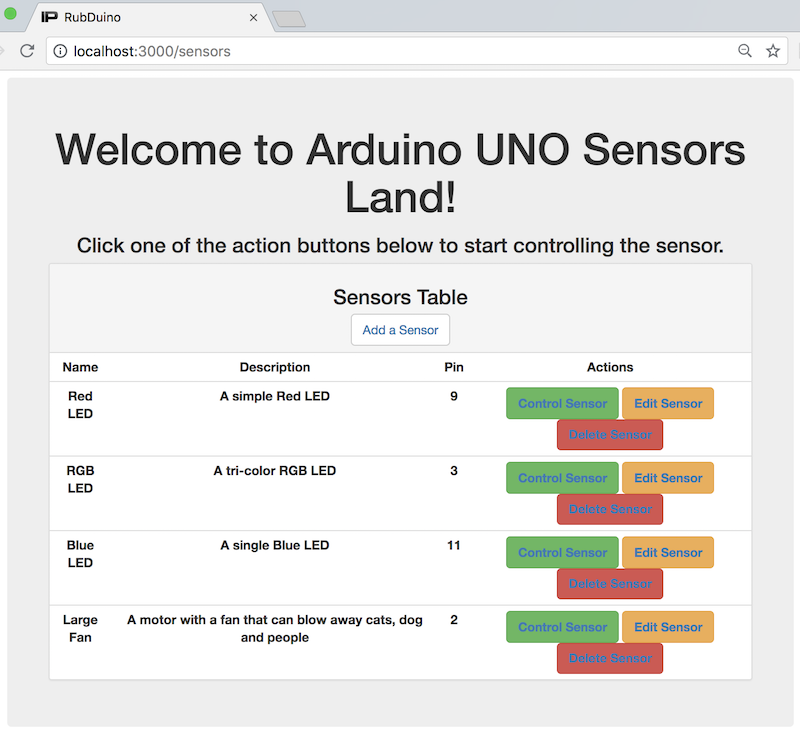 IP RubDuino ×
localhost:3000/sensors
Welcome to Arduino UNO Sensors
Land!
Click one of the action buttons below to start controlling the sensor.
Sensors Table
Add a Sensor
Name Description Pin Actions
Red A simple Red LED 9 Control Sensor Edit Sensor
LED
Delete Sensor
RGB A tri-color RGB LED 3 Control Sensor Edit Sensor
LED
Delete Sensor
Blue A single Blue LED 11 Control Sensor Edit Sensor
LED
Delete Sensor
Large A motor with a fan that can blow away cats, dog 2 Control Sensor Edit Sensor
Fan and people
Delete Sensor